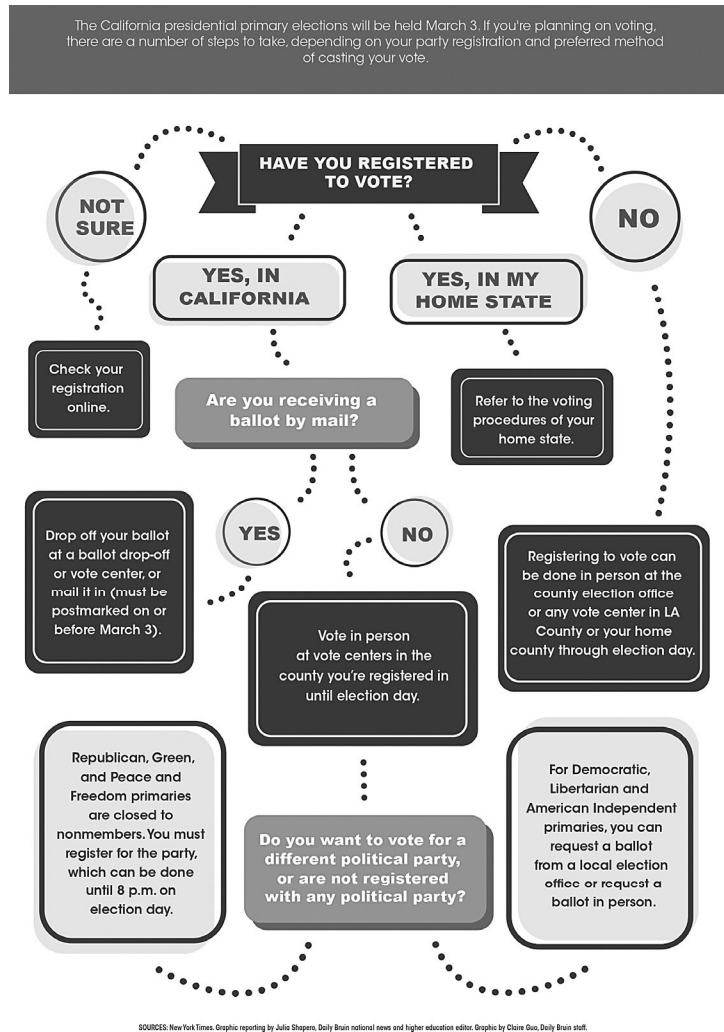 The California presidential primary elections will be held March 3. If you're planning on voting,
there are a number of steps to take, depending on your party registration and preferred method
of casting your vote.
HAVE YOU REGISTERED
TO VOTE?
NOT
SURE
NO
YES, IN
CALIFORNIA
YES, IN MY
HOME STATE
Check your
registration
online.
Are you receiving a
ballot by mail?
Refer to the voting
procedures of your
home state.
YES
NO
Drop off your ballot
at a ballot drop-off
or vote center, or
mail it in (must be
postmarked on or
before March 3).
Registering to vote can
be done in person at the
county election office
or any vote center in LA
County or your home
county through election day.
Vote in person
at vote centers in the
county you're registered in
until election day.
Republican, Green,
and Peace and
Freedom primaries
are closed to
nonmembers. You must
register for the party,
which can be done
until 8 p.m. on
election day.
Do you want to vote for a
different political party,
or are not registered
with any political party?
For Democratic,
Libertarian and
American Independent
primaries, you can
request a ballot
from a local election
office or request a
ballot in person.
SOURCES: New York Times. Graphic reporting by Julia Shapero, Daily Bruin national news and higher education editor. Graphic by Claire Guo, Daily Bruin staff.